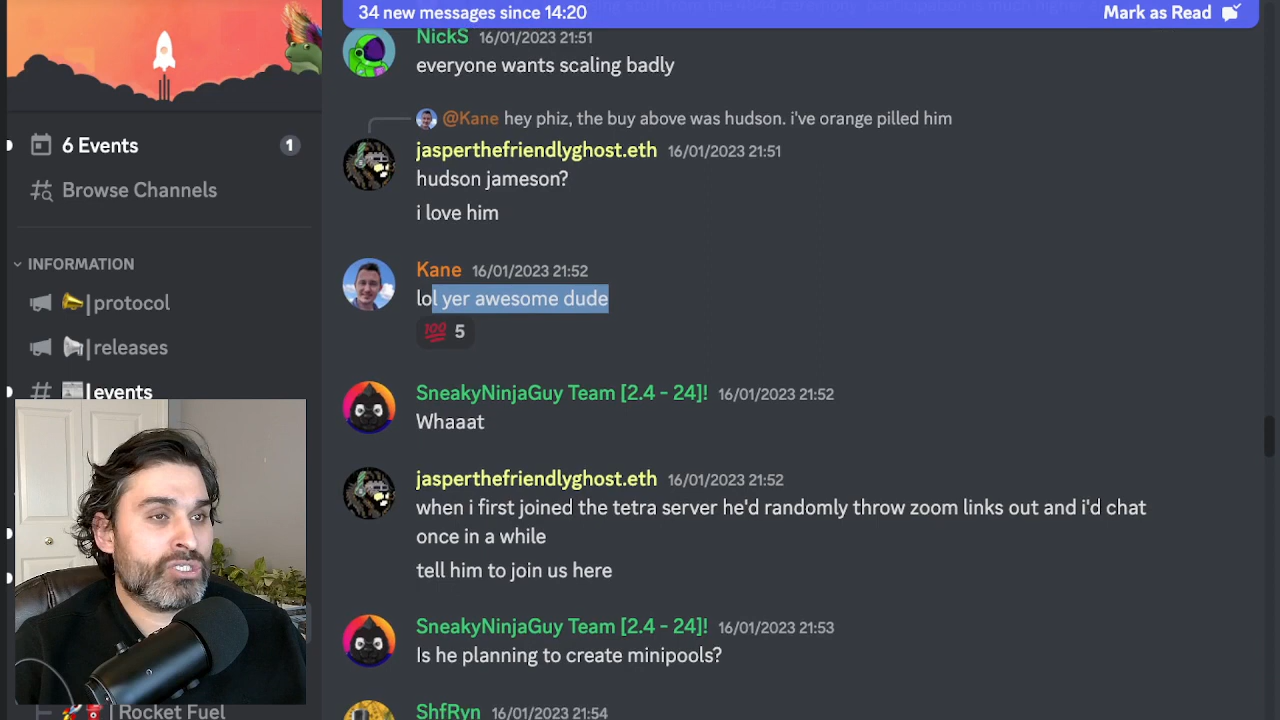 34 new messages since 14:20
Mark as Read
6 Events
1
Browse Channels
INFORMATION
protocol
releases
events
Rocket Fuel
NickS 16/01/2023 21:51
everyone wants scaling badly
@Kane hey phiz, the buy above was hudson. i've orange pilled him
jasperthefriendlyghost.eth 16/01/2023 21:51
hudson jameson?
i love him
Kane 16/01/2023 21:52
lol yer awesome dude
100 5
SneakyNinjaGuy Team [2.4 - 24]! 16/01/2023 21:52
Whaaat
jasperthefriendlyghost.eth 16/01/2023 21:52
when i first joined the tetra server he'd randomly throw zoom links out and i'd chat
once in a while
tell him to join us here
SneakyNinjaGuy Team [2.4 - 24]! 16/01/2023 21:53
Is he planning to create minipools?
ShfRyn 16/01/2023 21:54